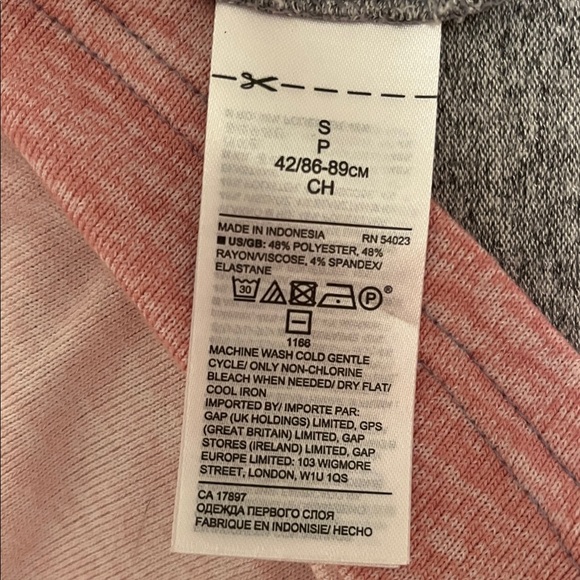 S
P
42/86-89CM
CH
MADE IN INDONESIA RN 54023
US/GB: 48% POLYESTER, 48%
RAYON/VISCOSE, 4% SPANDEX/
ELASTANE
30 P ®
1166
MACHINE WASH COLD GENTLE
CYCLE/ ONLY NON-CHLORINE
BLEACH WHEN NEEDED/ DRY FLAT/
COOL IRON
IMPORTED BY/ IMPORTE PAR:
GAP (UK HOLDINGS) LIMITED, GPS
(GREAT BRITAIN) LIMITED, GAP
STORES (IRELAND) LIMITED, GAP
EUROPE LIMITED: 103 WIGMORE
STREET, LONDON, W1U 1QS
CA 17897
ОДЕЖДА ПЕРВОГО СЛОЯ
FABRIQUE EN INDONISIE/ HECHO